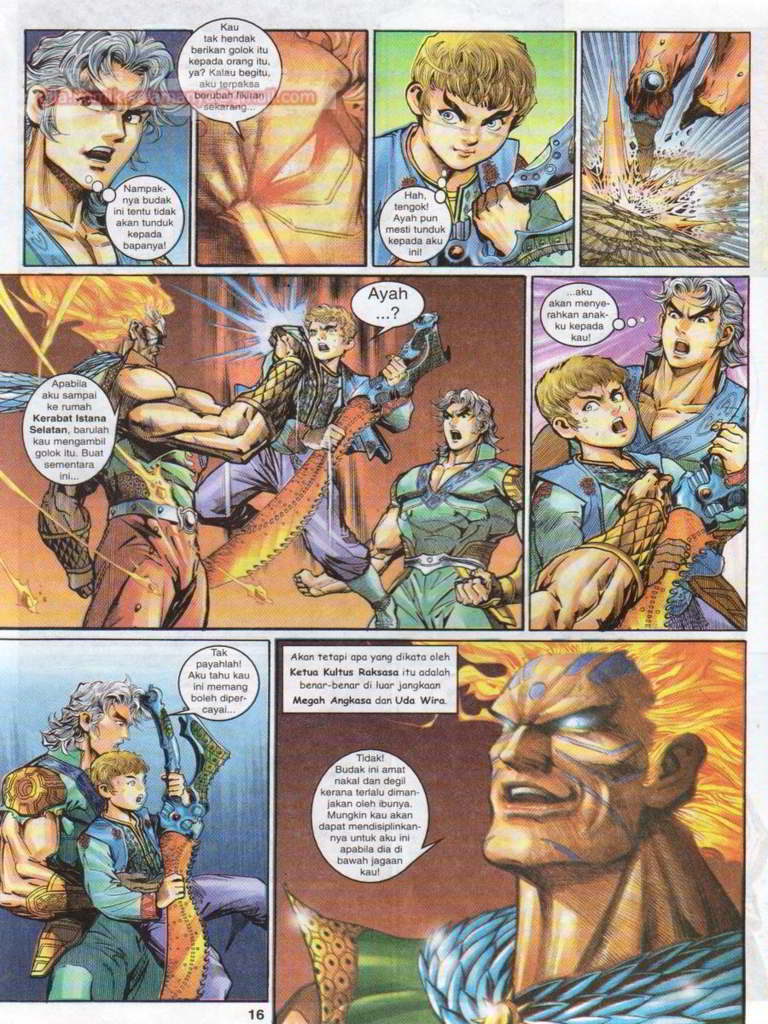 Nampak-
nya budak
ini tentu tidak
akan tunduk
kepada
bapanya!
Kau
tak hendak
berikan golok itu
kepada orang itu,
ya? Kalau begitu,
aku terpaksa
berubah fikiran
sekarang...
Hah,
tengok!
Ayah pun
mesti tunduk
kepada aku
ini!
Apabila
aku sampai
ke rumah
Kerabat Istana
Selatan, barulah
kau mengambil
golok itu. Buat
sementara
ini...
Ayah
...?
...aku
akan menye-
rahkan anak-
ku kepada
kau!
Tak
payahlah!
Aku tahu kau
ini memang
boleh diper-
cayai...
Akan tetapi apa yang dikata oleh
Ketua Kultus Raksasa itu adalah
benar-benar di luar jangkaan
Megah Angkasa dan Uda Wira.
Tidak!
Budak ini amat
nakal dan degil
kerana terlalu diman-
jakan oleh ibunya.
Mungkin kau akan
dapat mendisiplinkan-
nya untuk aku ini
apabila dia di
bawah jagaan
kau!
16